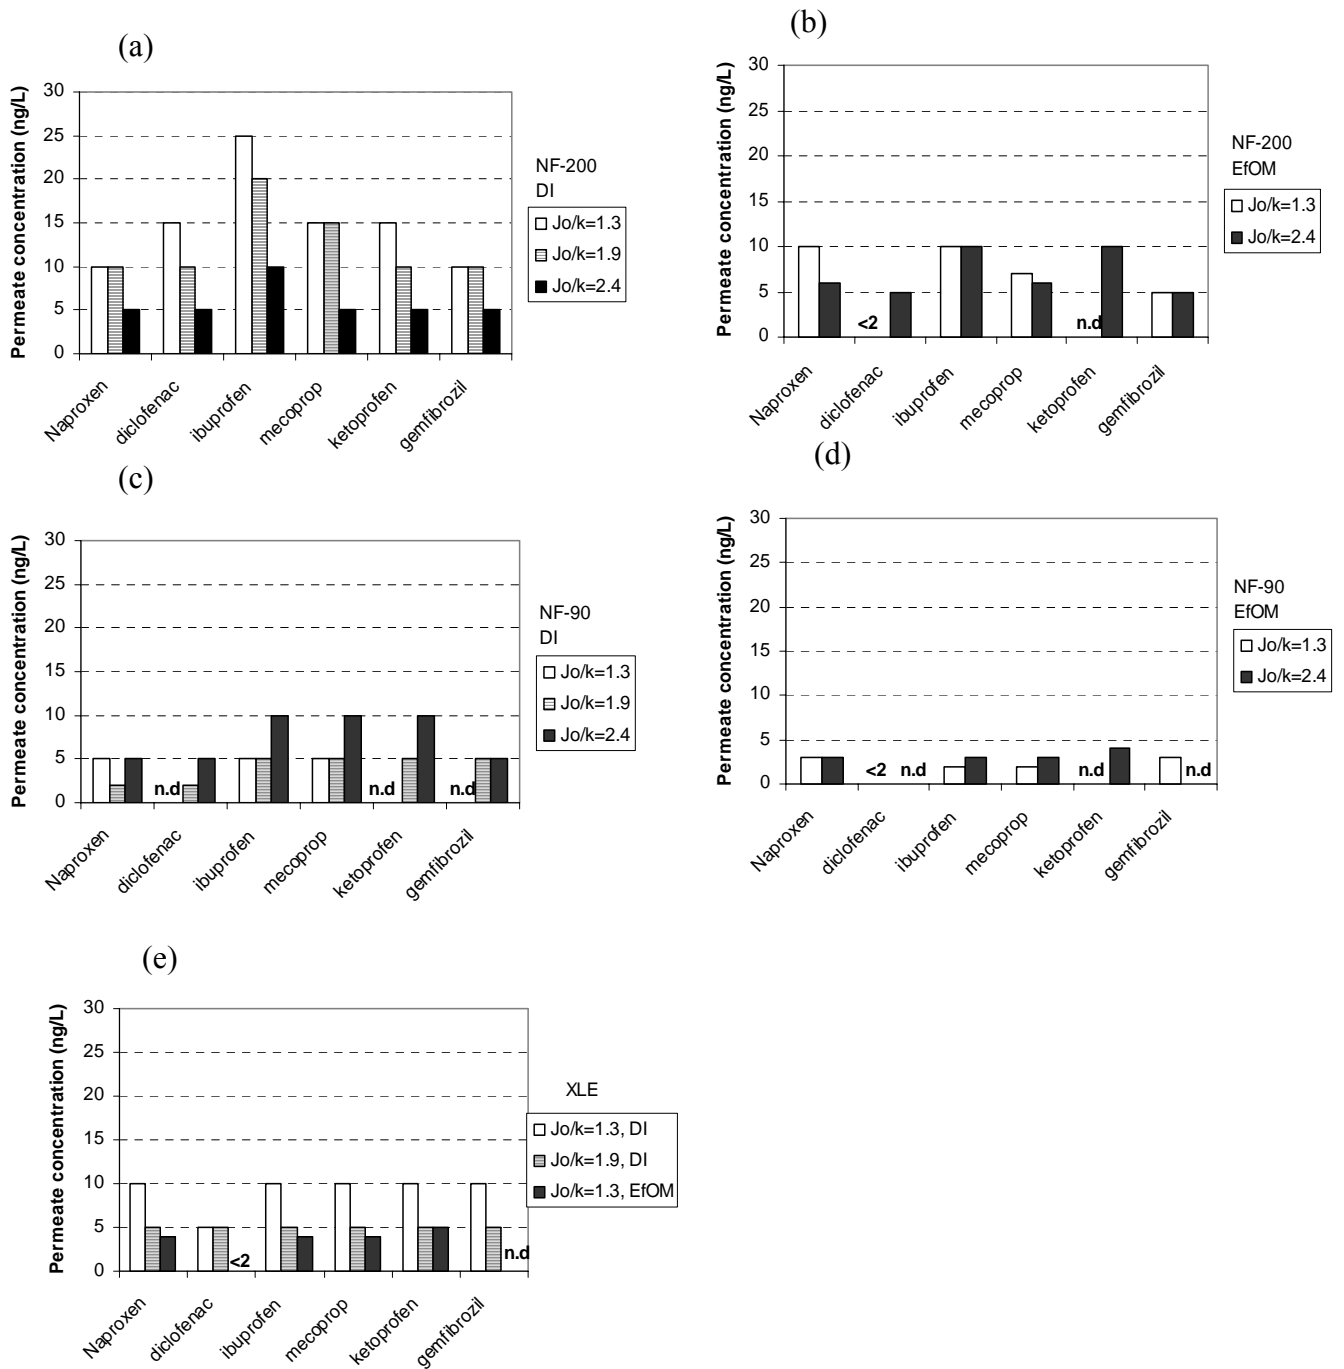 (a)
Permeate concentration (ng/L)
30
25
20
15
10
5
0
Naproxen
diclofenac
ibuprofen
mecoprop
ketoprofen
gemfibrozil
NF-200
DI
Jo/k=1.3
Jo/k=1.9
Jo/k=2.4
(b)
Permeate concentration (ng/L)
30
25
20
15
10
5
0
<2
n.d
Naproxen
diclofenac
ibuprofen
mecoprop
ketoprofen
gemfibrozil
NF-200
EfOM
Jo/k=1.3
Jo/k=2.4
(c)
Permeate concentration (ng/L)
30
25
20
15
10
5
0
n.d
n.d
n.d
Naproxen
diclofenac
ibuprofen
mecoprop
ketoprofen
gemfibrozil
NF-90
DI
Jo/k=1.3
Jo/k=1.9
Jo/k=2.4
(d)
Permeate concentration (ng/L)
30
25
20
15
10
5
0
<2
n.d
n.d
n.d
Naproxen
diclofenac
ibuprofen
mecoprop
ketoprofen
gemfibrozil
NF-90
EfOM
Jo/k=1.3
Jo/k=2.4
(e)
Permeate concentration (ng/L)
30
25
20
15
10
5
0
<2
n.d
Naproxen
diclofenac
ibuprofen
mecoprop
ketoprofen
gemfibrozil
XLE
Jo/k=1.3, DI
Jo/k=1.9, DI
Jo/k=1.3, EfOM